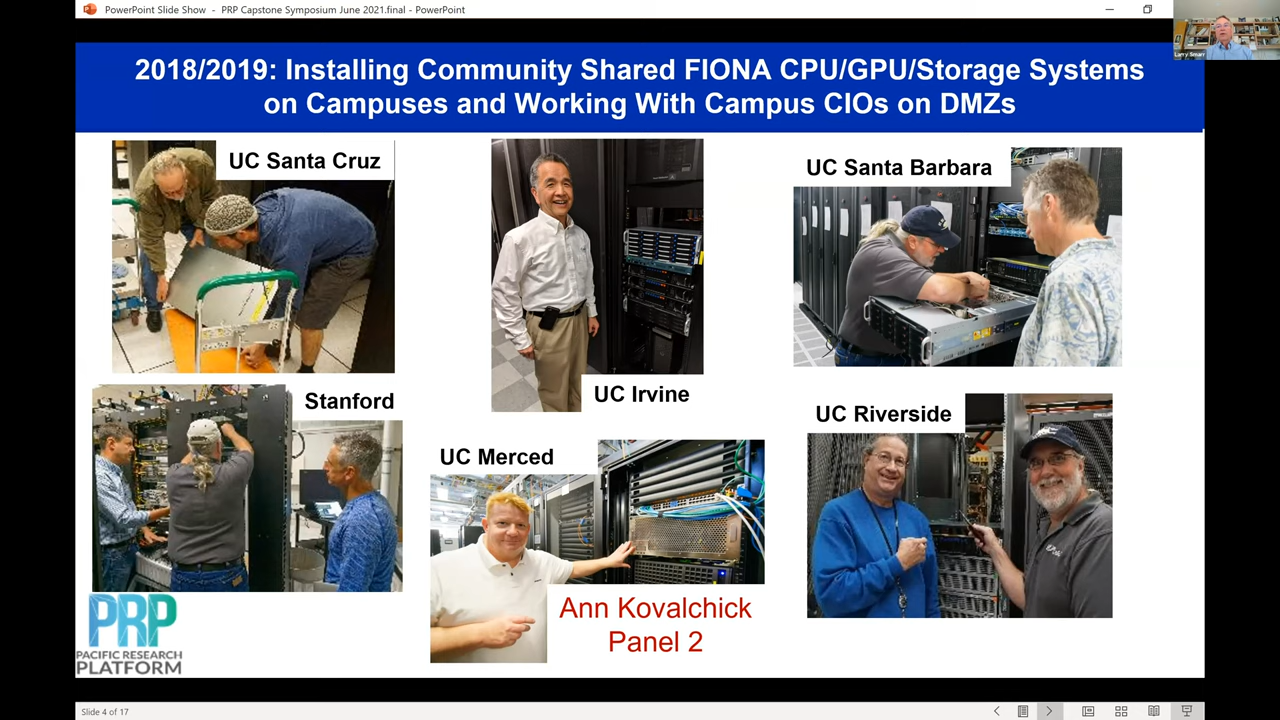 PowerPoint Slide Show - PRP Capstone Symposium June 2021.final - PowerPoint
Larry Smarr
2018/2019: Installing Community Shared FIONA CPU/GPU/Storage Systems
on Campuses and Working With Campus CIOs on DMZs
UC Santa Cruz
UC Irvine
UC Santa Barbara
Stanford
UC Merced
UC Riverside
Ann Kovalchick
Panel 2
PRP
PACIFIC RESEARCH
PLATFORM
Slide 4 of 17